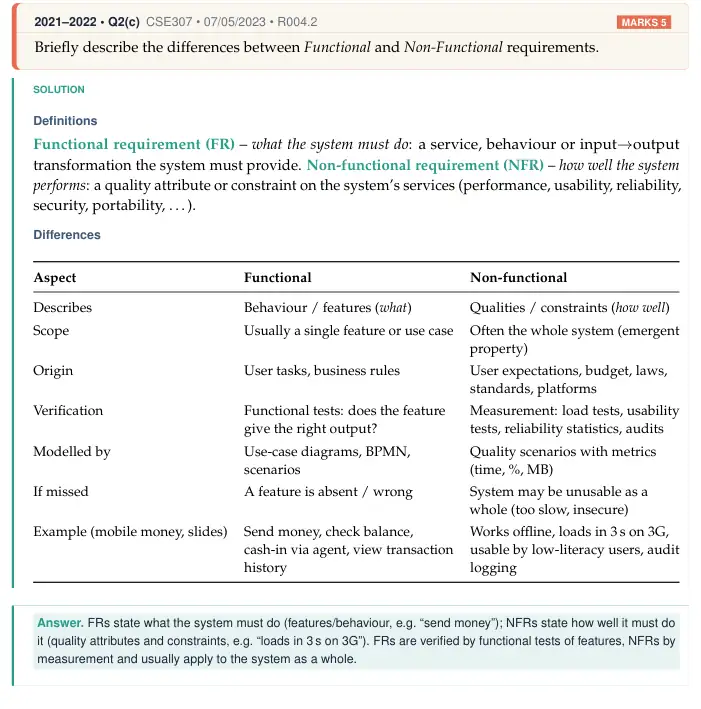 2021–2022 • Q2(c) CSE307 • 07/05/2023 • R004.2 MARKS 5
Briefly describe the differences between Functional and Non-Functional requirements.
SOLUTION
Definitions
Functional requirement (FR) – what the system must do: a service, behaviour or input→output
transformation the system must provide. Non-functional requirement (NFR) – how well the system
performs: a quality attribute or constraint on the system's services (performance, usability, reliability,
security, portability, ...).
Differences
Aspect Functional Non-functional
Describes Behaviour / features (what) Qualities / constraints (how well)
Scope Usually a single feature or use case Often the whole system (emergent
property)
Origin User tasks, business rules User expectations, budget, laws,
standards, platforms
Verification Functional tests: does the feature Measurement: load tests, usability
give the right output? tests, reliability statistics, audits
Modelled by Use-case diagrams, BPMN, Quality scenarios with metrics
scenarios (time, %, MB)
If missed A feature is absent / wrong System may be unusable as a
whole (too slow, insecure)
Example (mobile money, slides) Send money, check balance, Works offline, loads in 3 s on 3G,
cash-in via agent, view transaction usable by low-literacy users, audit
history logging
Answer. FRs state what the system must do (features/behaviour, e.g. “send money”); NFRs state how well it must do
it (quality attributes and constraints, e.g. “loads in 3 s on 3G”). FRs are verified by functional tests of features, NFRs by
measurement and usually apply to the system as a whole.